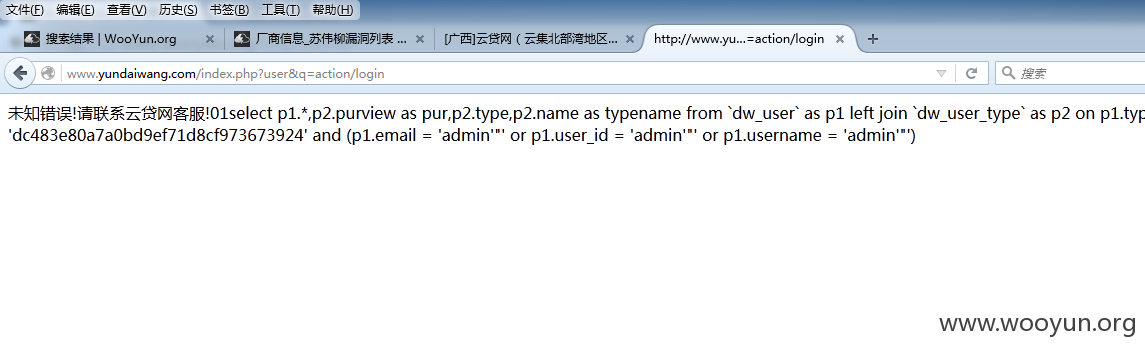 文件(F) 编辑(E) 查看(V) 历史(S) 书签(B) 工具(T) 帮助(H)
搜索结果 | WooYun.org
厂商信息_苏伟柳漏洞列表 ...
[广西]云贷网（云集北部湾地区...
http://www.yu...=action/login
www.yundaiwang.com/index.php?user&q=action/login
搜索
未知错误!请联系云贷网客服!01select p1.*,p2.purview as pur,p2.type,p2.name as typename from `dw_user` as p1 left join `dw_user_type` as p2 on p1.typ
'dc483e80a7a0bd9ef71d8cf973673924' and (p1.email = 'admin'"' or p1.user_id = 'admin'"' or p1.username = 'admin'"')
www.wooyun.org